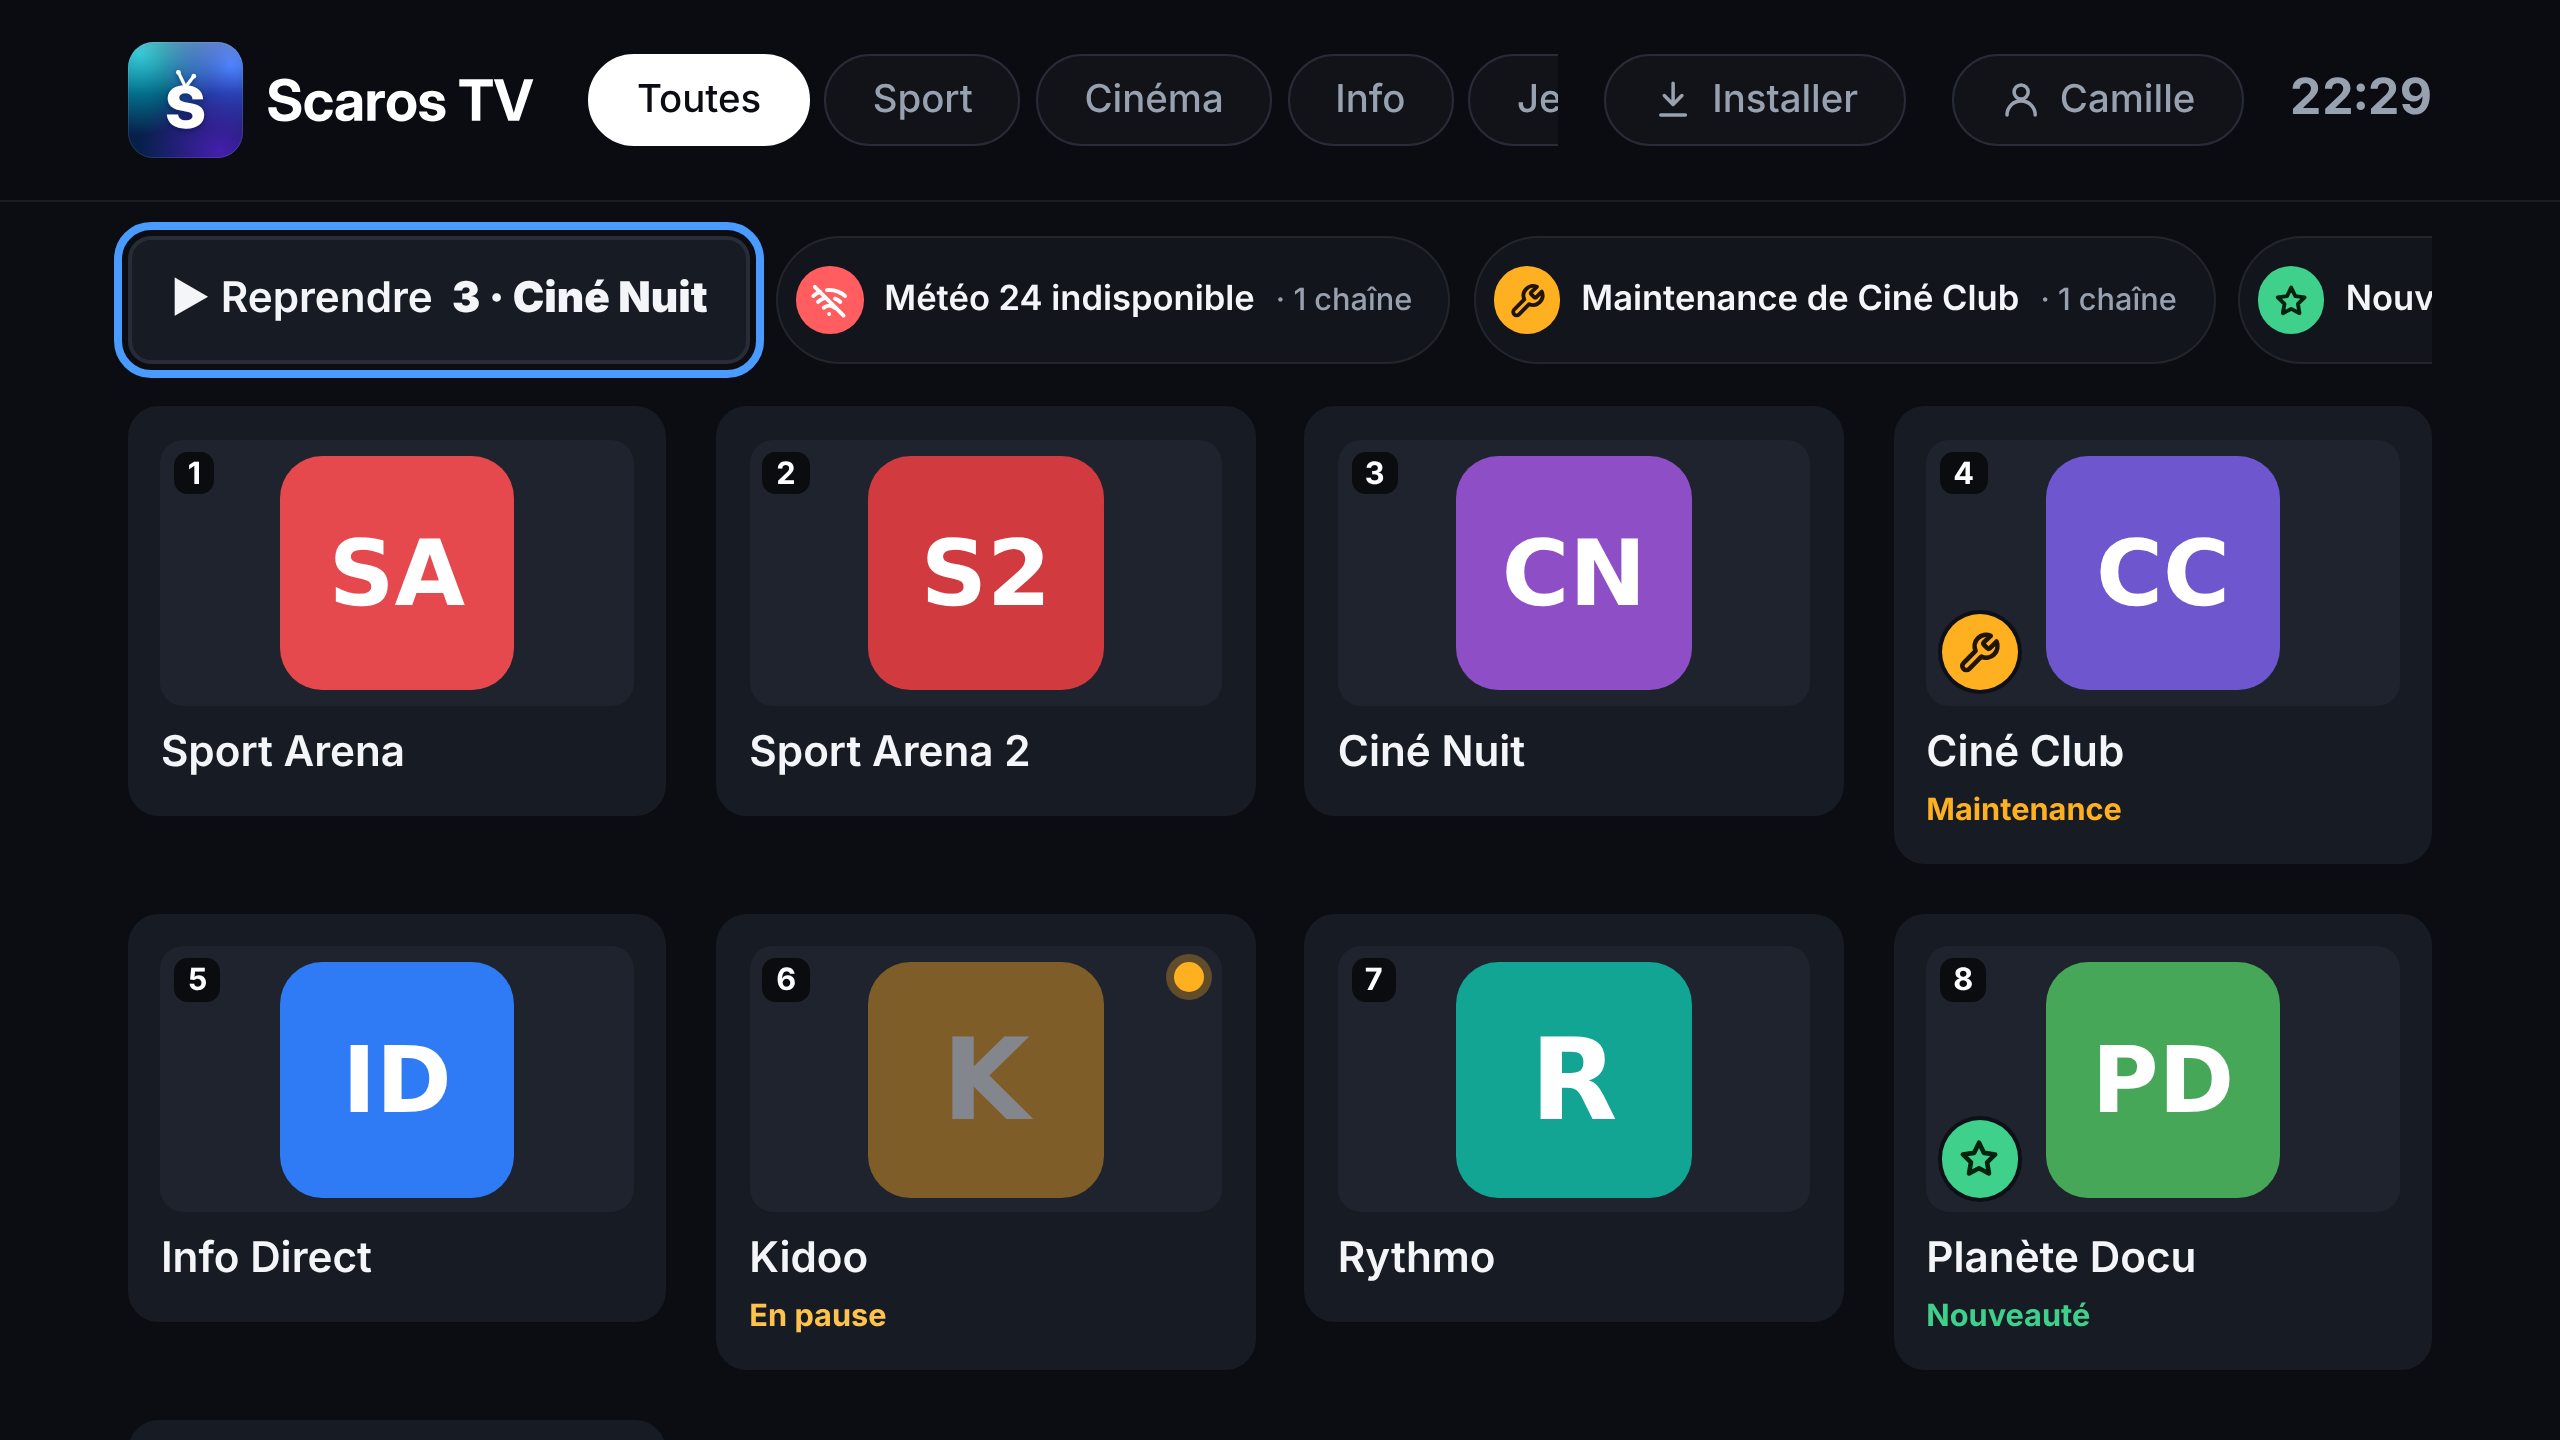 Š Scaros TV Toutes Sport Cinéma Info Je Installer Camille 22:29
Reprendre 3 · Ciné Nuit Météo 24 indisponible · 1 chaîne Maintenance de Ciné Club · 1 chaîne Nouv
1 SA 2 S2 3 CN 4 CC
Sport Arena Sport Arena 2 Ciné Nuit Ciné Club
Maintenance
5 ID 6 K 7 R 8 PD
Info Direct Kidoo Rythmo Planète Docu
En pause Nouveauté